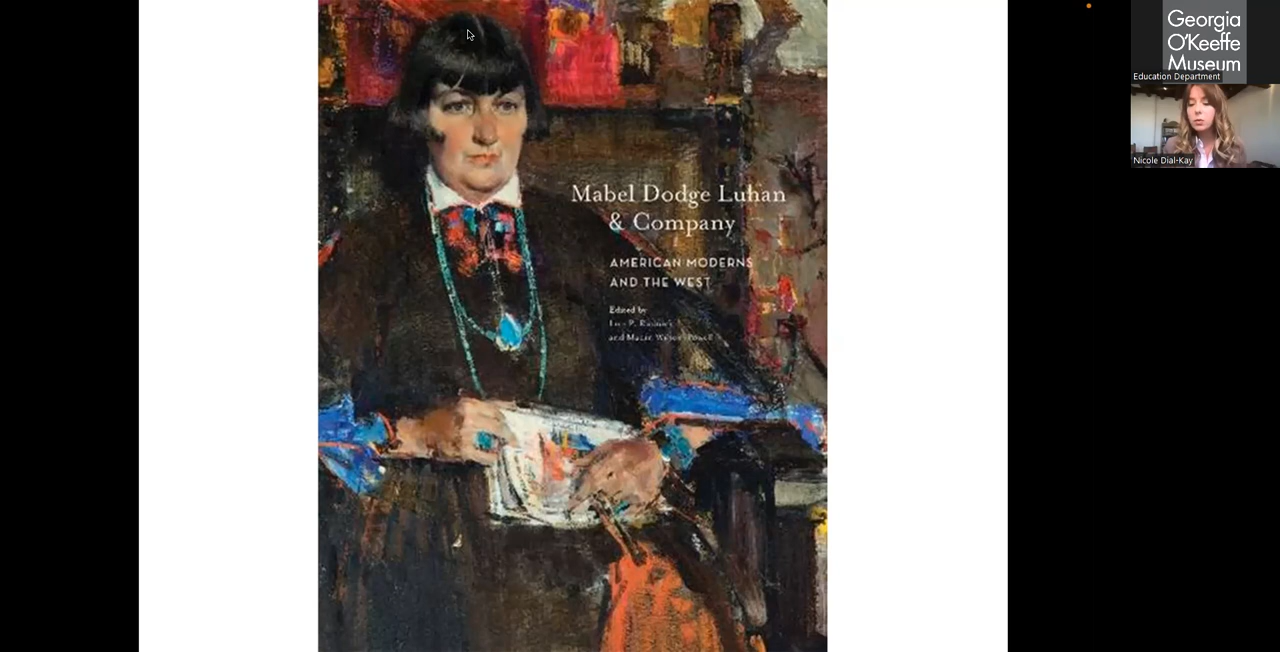 Mabel Dodge Luhan
& Company
AMERICAN MODERNS
AND THE WEST
Edited by
and
Georgia
O'Keeffe
Museum
Education Department
Nicole Dial-Kay